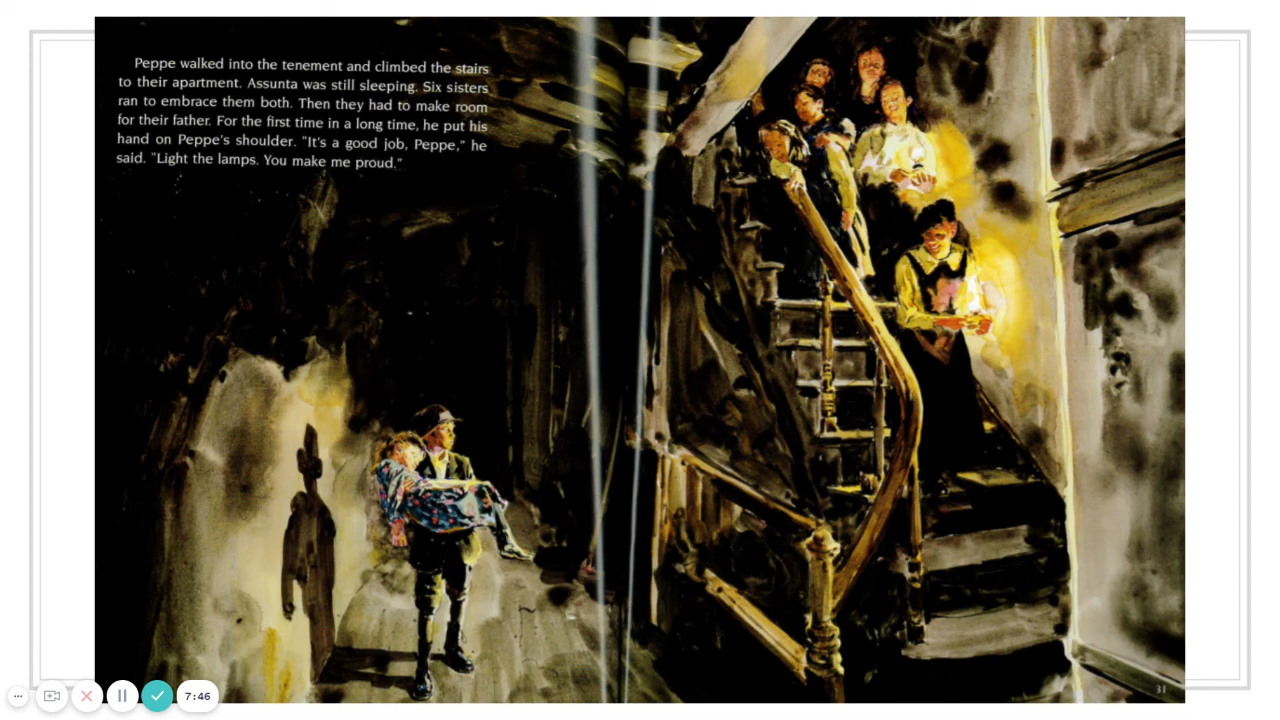 Peppe walked into the tenement and climbed the stairs
to their apartment. Assunta was still sleeping. Six sisters
ran to embrace them both. Then they had to make room
for their father. For the first time in a long time, he put his
hand on Peppe's shoulder. "It's a good job, Peppe," he
said. "Light the lamps. You make me proud."
31
7:46